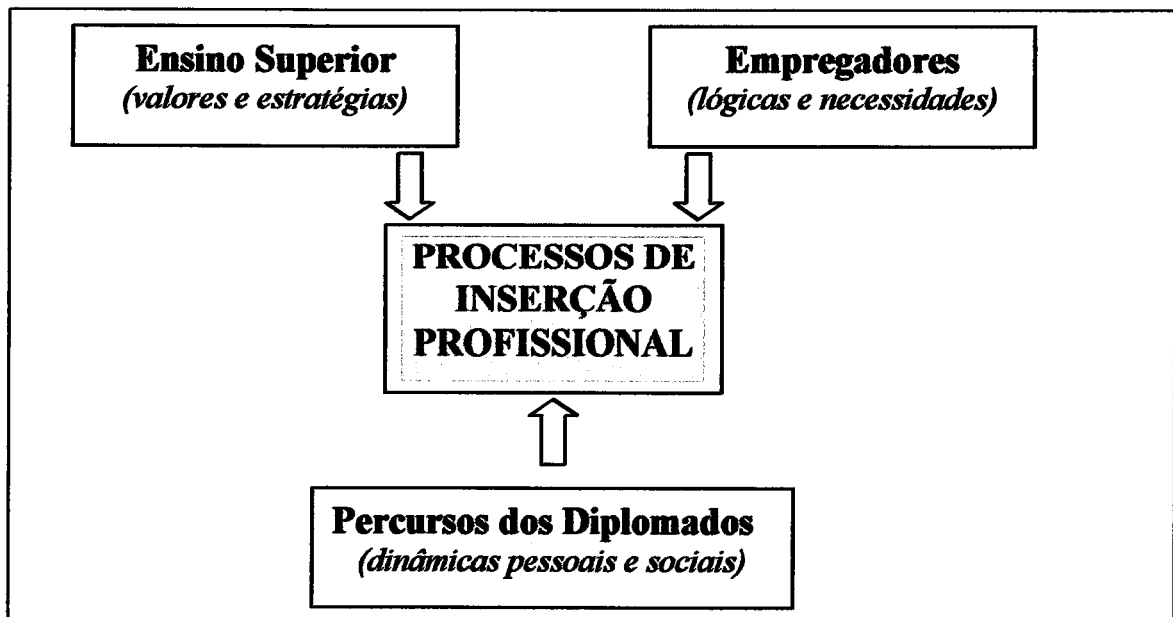 Ensino Superior
(valores e estratégias)
Empregadores
(lógicas e necessidades)
PROCESSOS DE
INSERÇÃO
PROFISSIONAL
Percursos dos Diplomados
(dinâmicas pessoais e sociais)